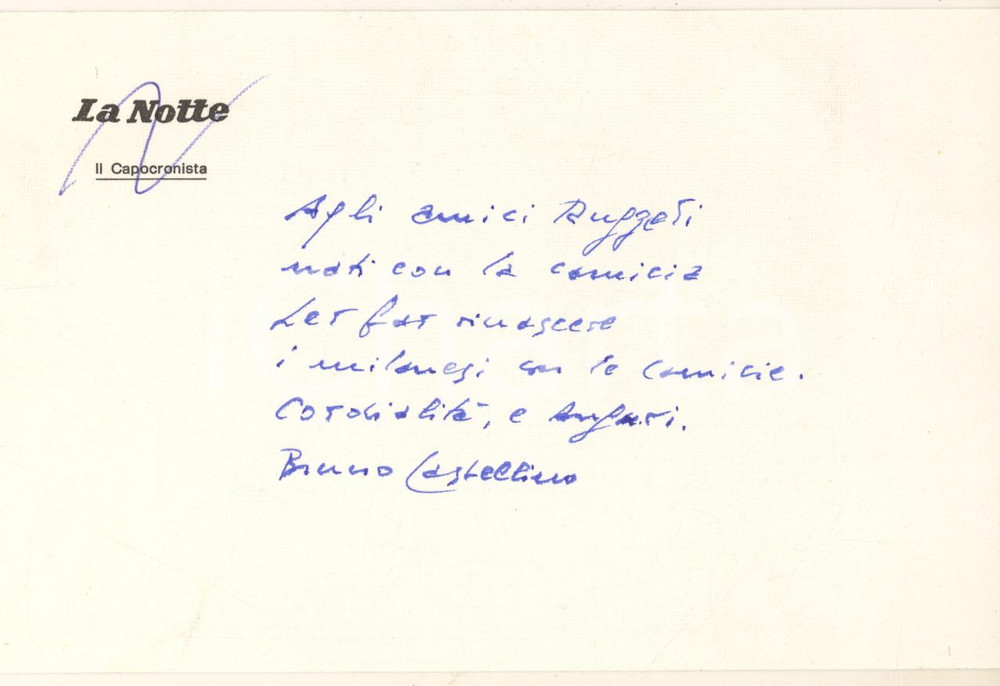 La Notte
Il Capocronista
Agli amici Ruggeri
nati con la camicia
per far rinascere
i milanesi con le camicie.
Cordialità, e Auguri.
Bruno Castellino